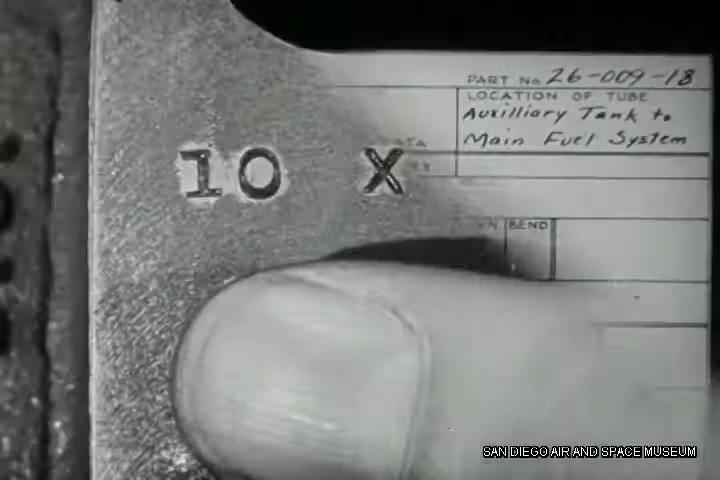 PART No. 26-009-18
LOCATION OF TUBE
Auxilliary Tank to
Main Fuel System
10 X
BEND
SAN DIEGO AIR AND SPACE MUSEUM